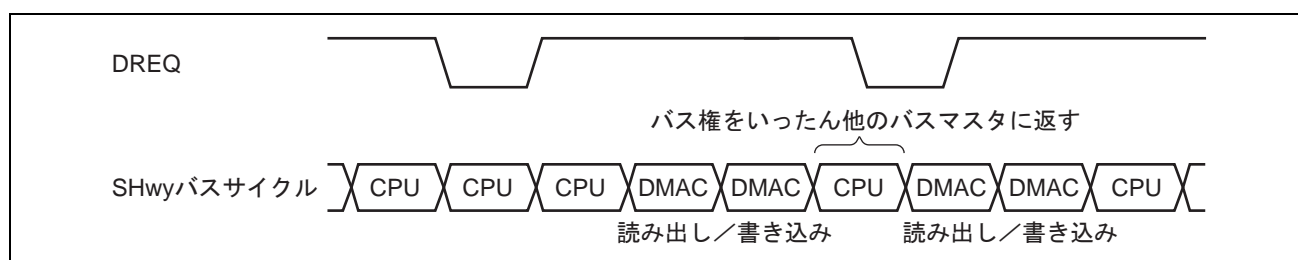 DREQ
バス権をいったん他のバスマスタに返す
SHwyバスサイクル CPU CPU CPU DMAC DMAC CPU DMAC DMAC CPU
読み出し／書き込み 読み出し／書き込み